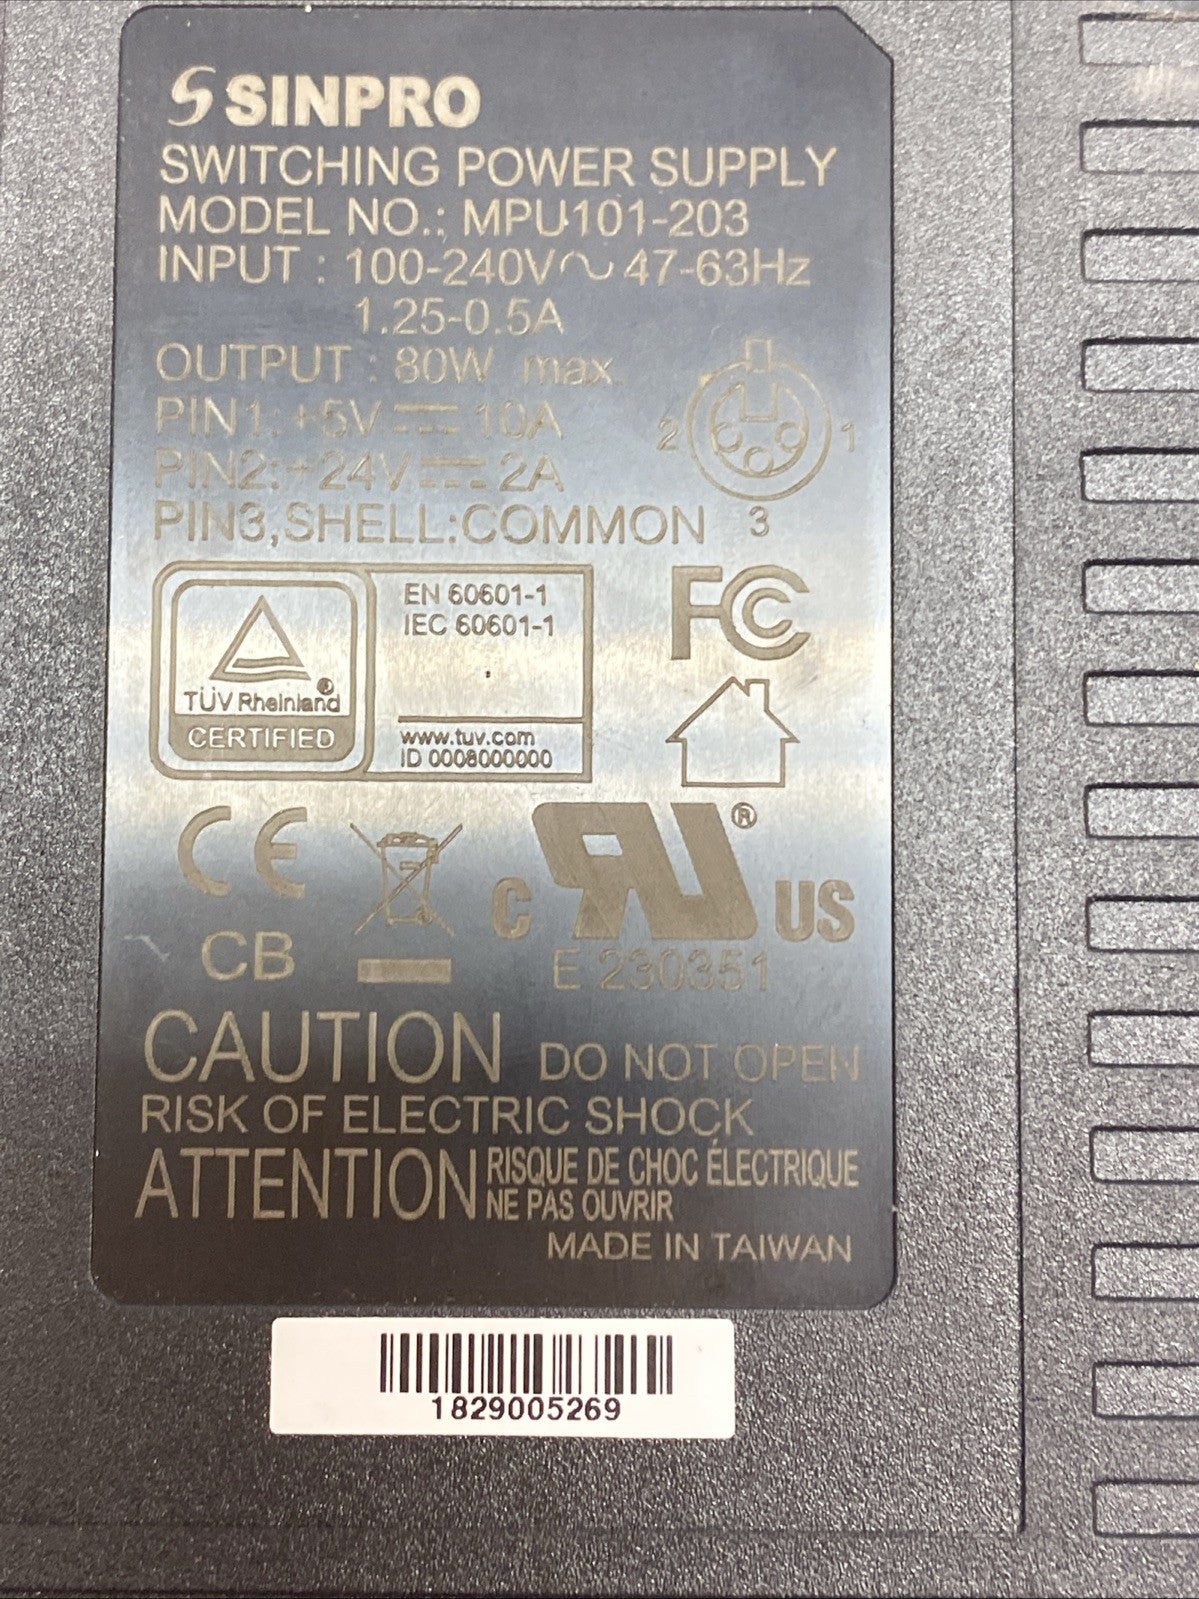 SINPRO
SWITCHING POWER SUPPLY
MODEL NO.: MPU101-203
INPUT : 100-240V∿ 47-63Hz
1.25-0.5A
OUTPUT : 80W max.
PIN1:+5V⎓10A
PIN2:+24V⎓2A
PIN3,SHELL:COMMON
2
1
3
EN 60601-1
IEC 60601-1
TÜV Rheinland®
CERTIFIED
www.tuv.com
ID 0008000000
FC
CE
CB
C RU® US
E 230351
CAUTION DO NOT OPEN
RISK OF ELECTRIC SHOCK
ATTENTION RISQUE DE CHOC ÉLECTRIQUE
NE PAS OUVRIR
MADE IN TAIWAN
1829005269